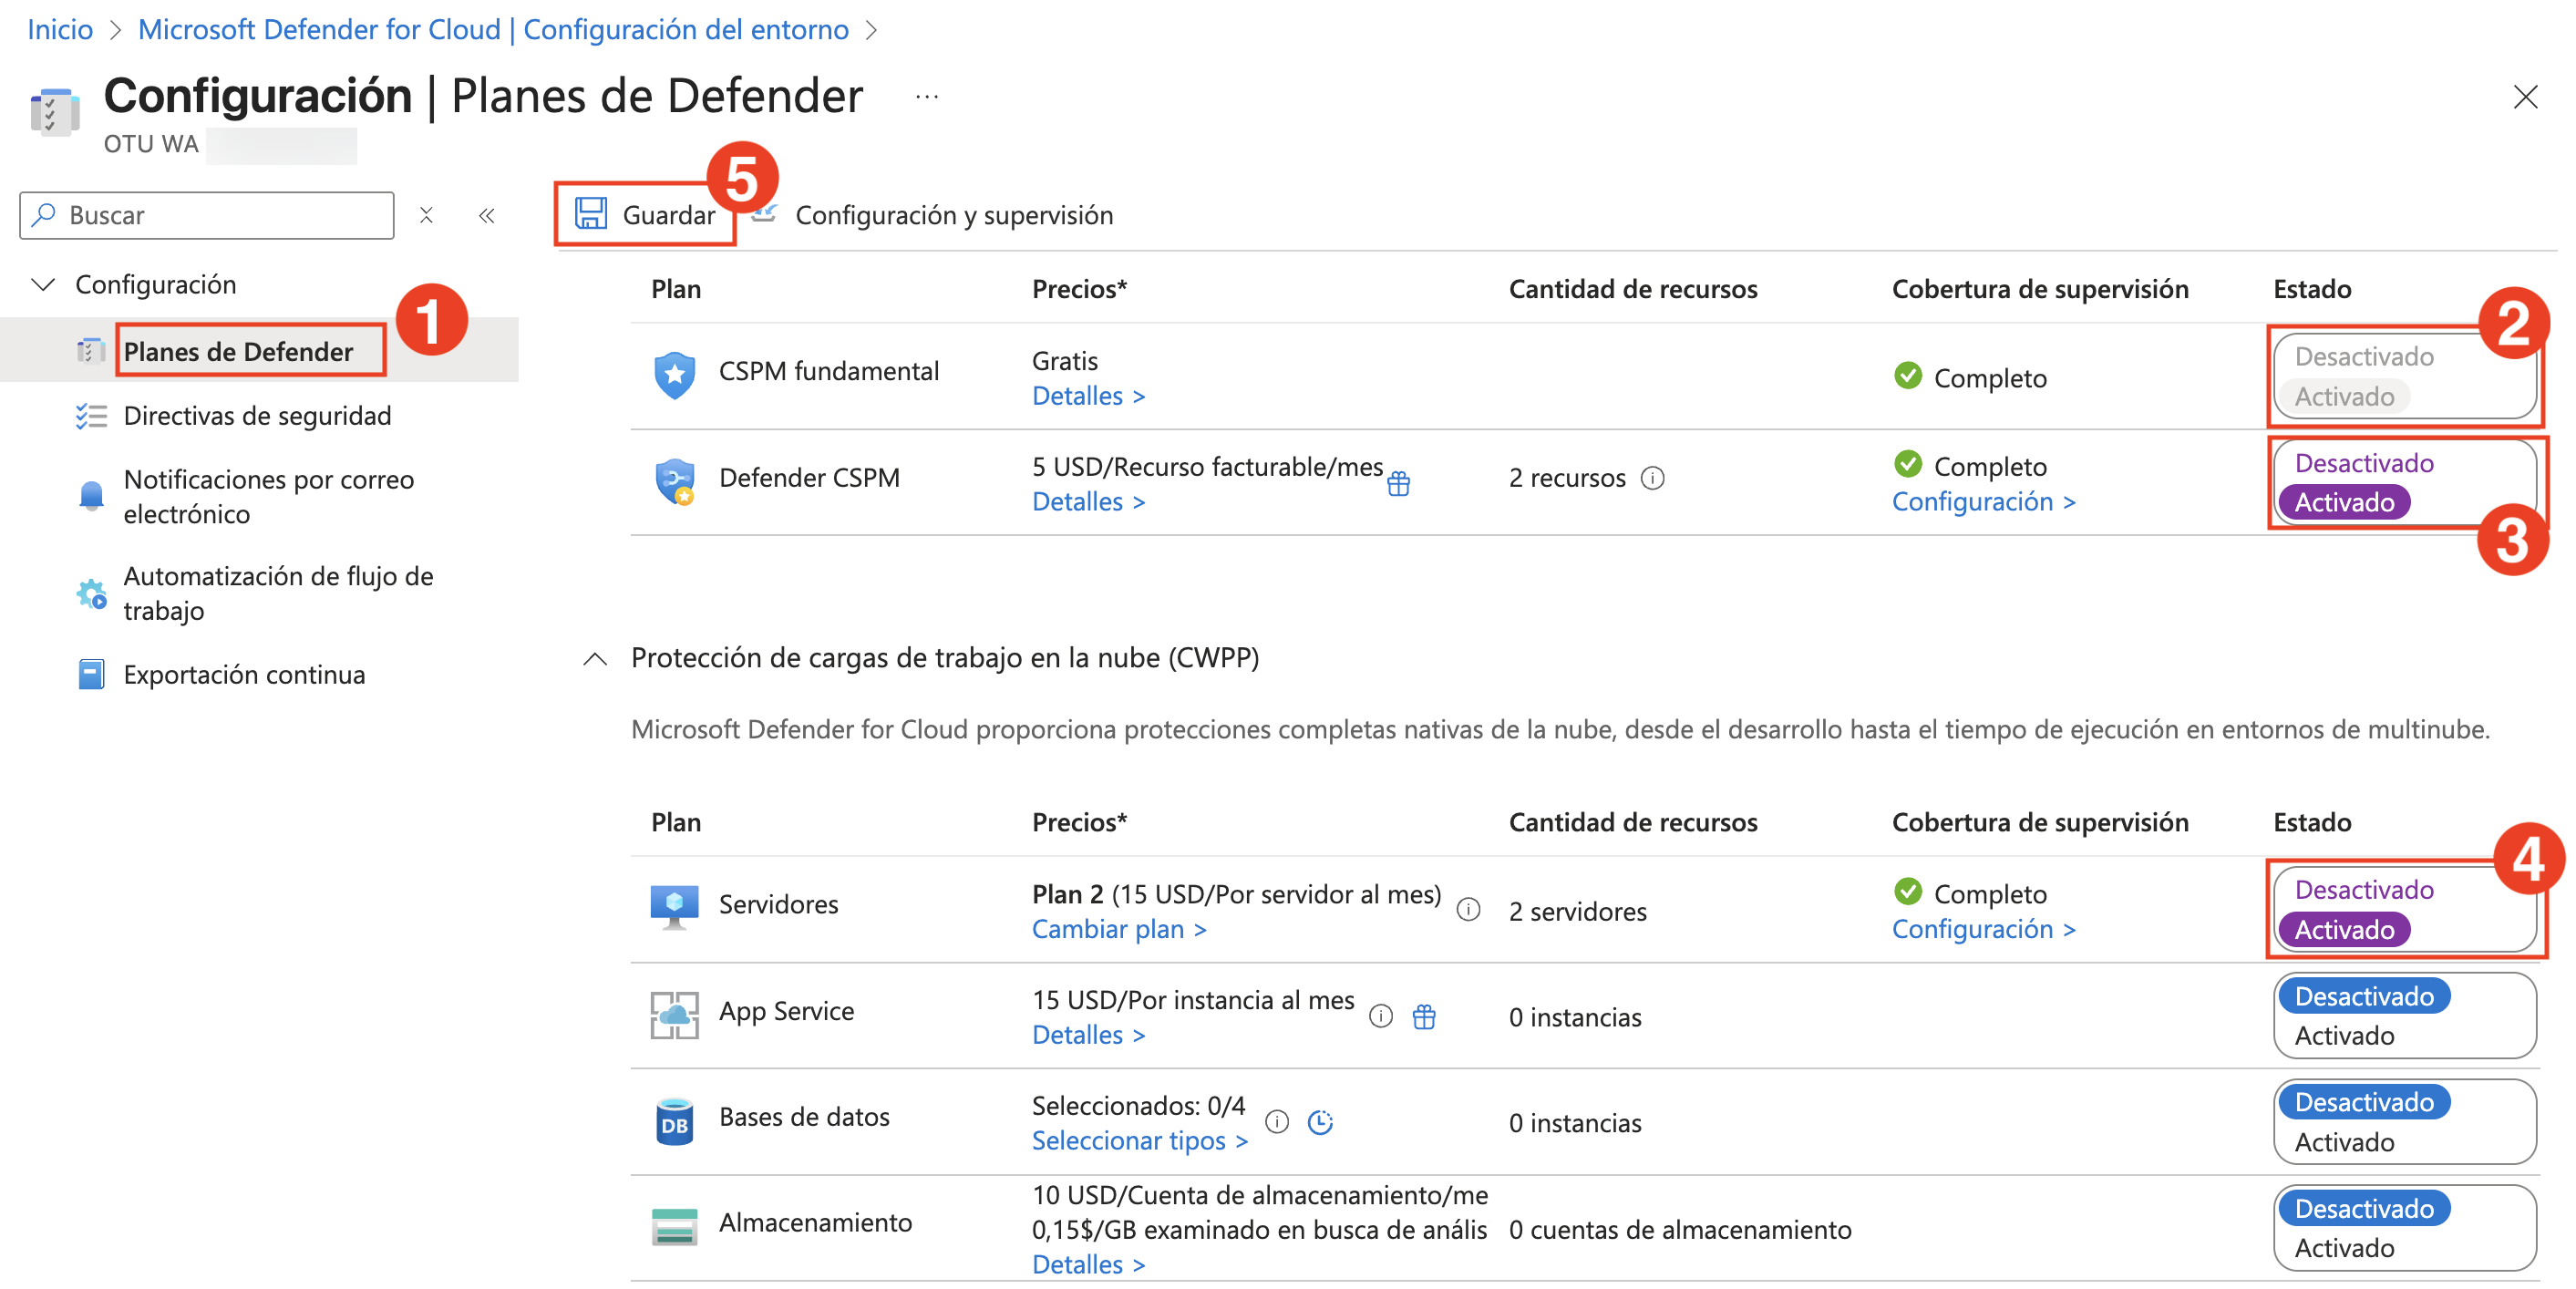 Inicio > Microsoft Defender for Cloud | Configuración del entorno >
Configuración | Planes de Defender ...
OTU WA
Buscar
5
Guardar
Configuración y supervisión
Configuración
1
Planes de Defender
Directivas de seguridad
Notificaciones por correo
electrónico
Automatización de flujo de
trabajo
Exportación continua
Plan Precios* Cantidad de recursos Cobertura de supervisión Estado
2
CSPM fundamental
Gratis
Detalles >
Completo
Desactivado
Activado
Defender CSPM
5 USD/Recurso facturable/mes
Detalles >
2 recursos
Completo
Configuración >
Desactivado
Activado
3
Protección de cargas de trabajo en la nube (CWPP)
Microsoft Defender for Cloud proporciona protecciones completas nativas de la nube, desde el desarrollo hasta el tiempo de ejecución en entornos de multinube.
Plan Precios* Cantidad de recursos Cobertura de supervisión Estado
4
Servidores
Plan 2 (15 USD/Por servidor al mes)
Cambiar plan >
2 servidores
Completo
Configuración >
Desactivado
Activado
App Service
15 USD/Por instancia al mes
Detalles >
0 instancias
Desactivado
Activado
DB
Bases de datos
Seleccionados: 0/4
Seleccionar tipos >
0 instancias
Desactivado
Activado
Almacenamiento
10 USD/Cuenta de almacenamiento/me
0,15$/GB examinado en busca de anális
Detalles >
0 cuentas de almacenamiento
Desactivado
Activado